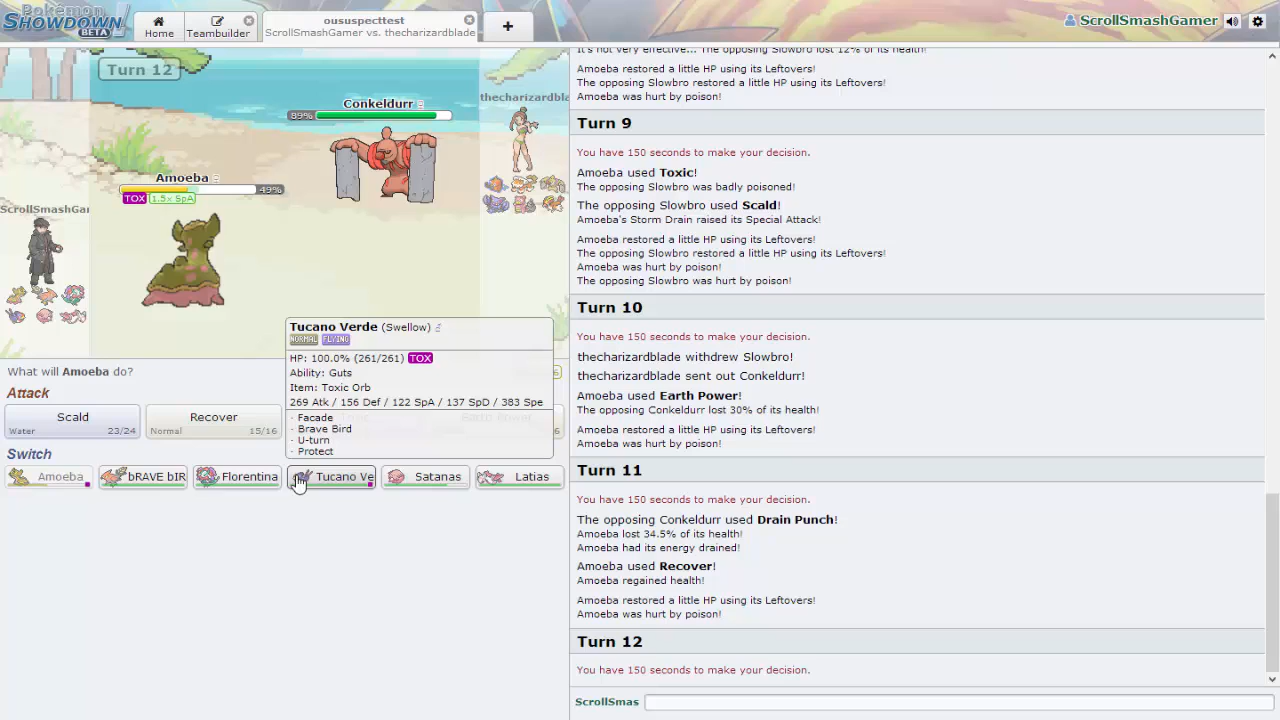 Pokémon
SHOWDOWN
BETA
Home
Teambuilder
oususpecttest
ScrollSmashGamer vs. thecharizardblade
+
ScrollSmashGamer
Turn 12
Conkeldurr
89%
thecharizardbla
Amoeba
49%
TOX 1.5x SpA
ScrollSmashGar
What will Amoeba do?
Attack
Scald
Water 23/24
Recover
Normal 15/16
Earth Power
Tucano Verde (Swellow)
NORMAL FLYING
HP: 100.0% (261/261) TOX
Ability: Guts
Item: Toxic Orb
269 Atk / 156 Def / 122 SpA / 137 SpD / 383 Spe
· Facade
· Brave Bird
· U-turn
· Protect
Switch
Amoeba
bRAVE bIR
Florentina
Tucano Ve
Satanas
Latias
It's not very effective... The opposing Slowbro lost 12% of its health!
Amoeba restored a little HP using its Leftovers!
The opposing Slowbro restored a little HP using its Leftovers!
Amoeba was hurt by poison!
Turn 9
You have 150 seconds to make your decision.
Amoeba used Toxic!
The opposing Slowbro was badly poisoned!
The opposing Slowbro used Scald!
Amoeba's Storm Drain raised its Special Attack!
Amoeba restored a little HP using its Leftovers!
The opposing Slowbro restored a little HP using its Leftovers!
Amoeba was hurt by poison!
The opposing Slowbro was hurt by poison!
Turn 10
You have 150 seconds to make your decision.
thecharizardblade withdrew Slowbro!
thecharizardblade sent out Conkeldurr!
Amoeba used Earth Power!
The opposing Conkeldurr lost 30% of its health!
Amoeba restored a little HP using its Leftovers!
Amoeba was hurt by poison!
Turn 11
You have 150 seconds to make your decision.
The opposing Conkeldurr used Drain Punch!
Amoeba lost 34.5% of its health!
Amoeba had its energy drained!
Amoeba used Recover!
Amoeba regained health!
Amoeba restored a little HP using its Leftovers!
Amoeba was hurt by poison!
Turn 12
You have 150 seconds to make your decision.
ScrollSmas